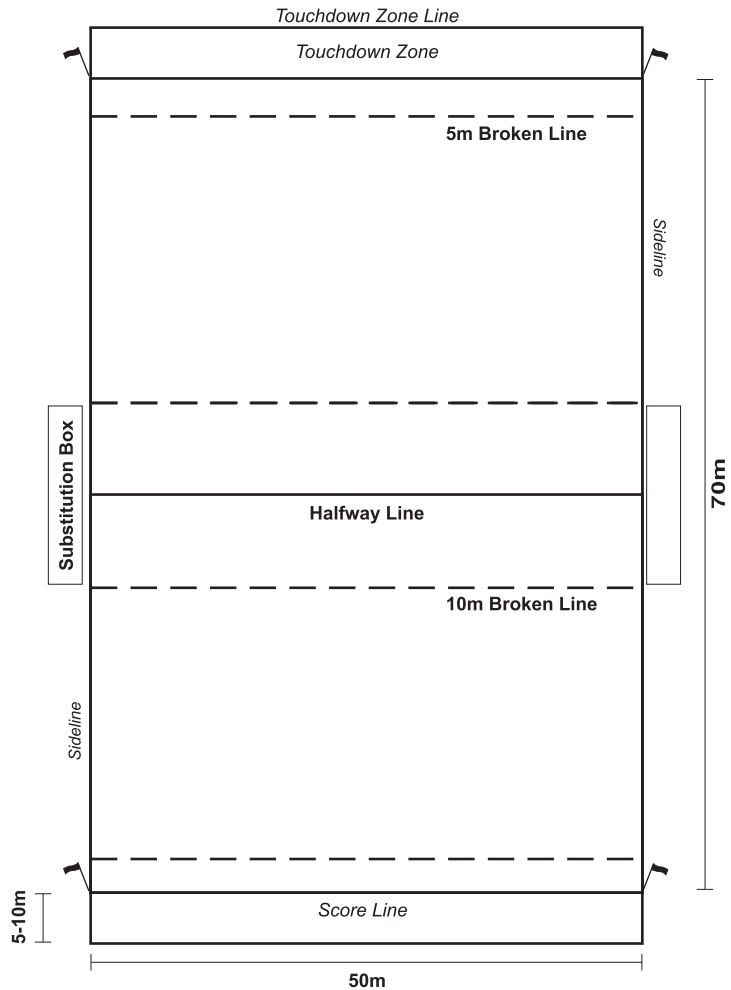 Touchdown Zone Line
Touchdown Zone
5m Broken Line
Sideline
Substitution Box
70m
Halfway Line
10m Broken Line
Sideline
5-10m
Score Line
50m